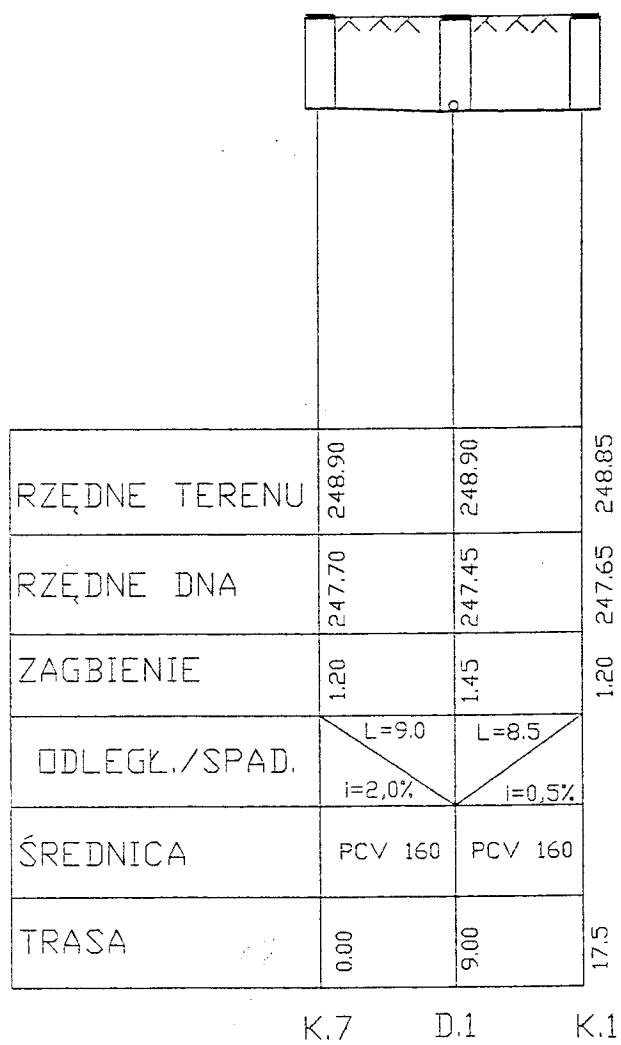 RZĘDNE TERENU 248.90 248.90 248.85
RZĘDNE DNA 247.70 247.45 247.65
ZAGBIENIE 1.20 1.45 1.20
L=9.0 L=8.5
ODLEGŁ./SPAD.
i=2,0% i=0,5%
ŚREDNICA PCV 160 PCV 160
TRASA 0.00 9.00 17.5
K.7 D.1 K.1